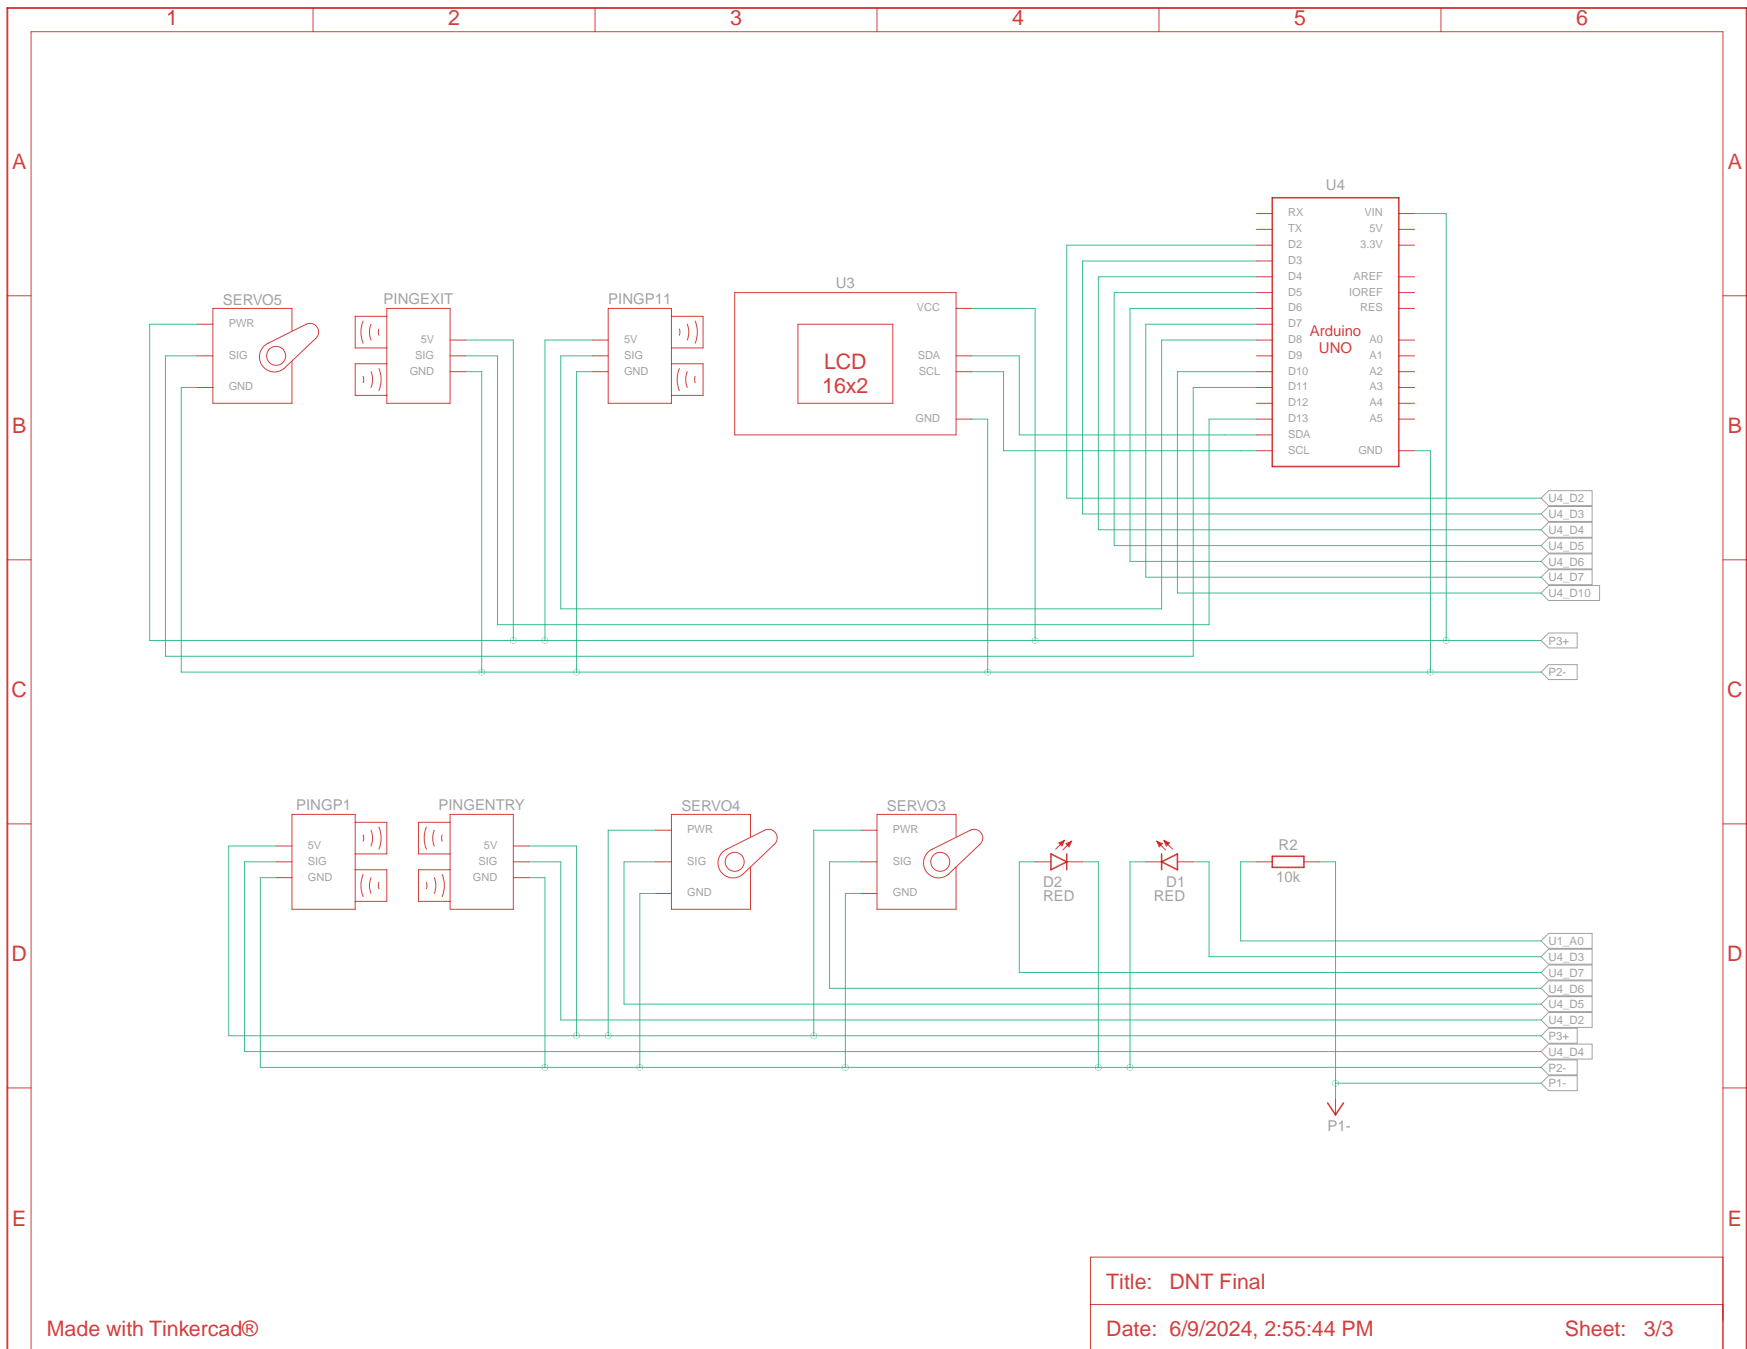 1 2 3 4 5 6
A A
U4
RX VIN
TX 5V
D2 3.3V
D3
D4 AREF
D5 IOREF
D6 RES
D7
Arduino
UNO
D8 A0
D9 A1
D10 A2
D11 A3
D12 A4
D13 A5
SDA
SCL GND
SERVO5
PWR
SIG
GND
PINGEXIT
5V
SIG
GND
PINGP11
5V
SIG
GND
U3
VCC
SDA
SCL
GND
LCD
16x2
B B
U4_D2
U4_D3
U4_D4
U4_D5
U4_D6
U4_D7
U4_D10
P3+
P2-
C C
PINGP1
5V
SIG
GND
PINGENTRY
5V
SIG
GND
SERVO4
PWR
SIG
GND
SERVO3
PWR
SIG
GND
D2
RED
D1
RED
R2
10k
D D
U1_A0
U4_D3
U4_D7
U4_D6
U4_D5
U4_D2
P3+
U4_D4
P2-
P1-
P1-
E E
Title: DNT Final
Made with Tinkercad®
Date: 6/9/2024, 2:55:44 PM Sheet: 3/3